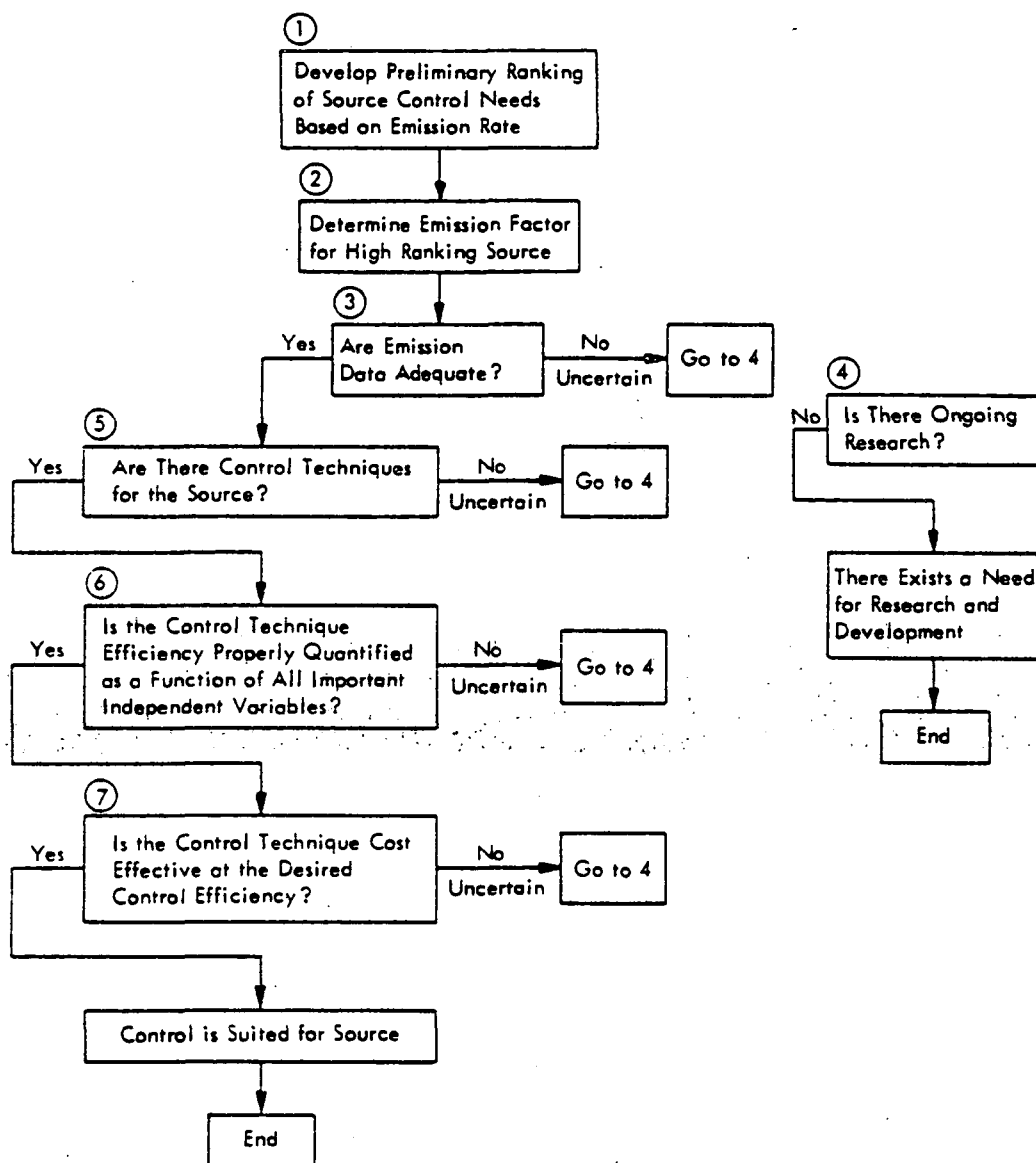 1
Develop Preliminary Ranking
of Source Control Needs
Based on Emission Rate
2
Determine Emission Factor
for High Ranking Source
3
Yes
Are Emission
Data Adequate?
No
Uncertain
Go to 4
4
No
Is There Ongoing
Research?
There Exists a Need
for Research and
Development
End
5
Yes
Are There Control Techniques
for the Source?
No
Uncertain
Go to 4
6
Yes
Is the Control Technique
Efficiency Properly Quantified
as a Function of All Important
Independent Variables?
No
Uncertain
Go to 4
7
Yes
Is the Control Technique Cost
Effective at the Desired
Control Efficiency?
No
Uncertain
Go to 4
Control is Suited for Source
End